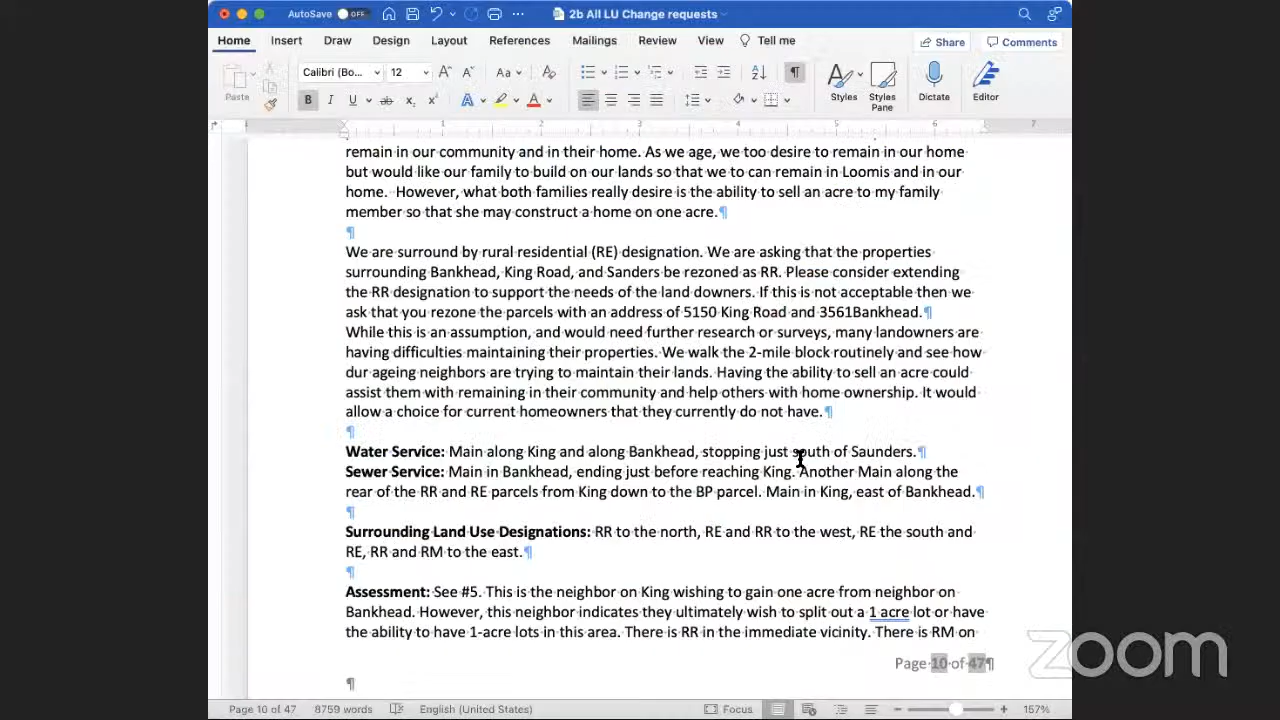 AutoSave OFF 2b All LU Change requests
Home Insert Draw Design Layout References Mailings Review View Tell me Share Comments
Paste Calibri (Bo... 12 Styles Styles Pane Dictate Editor
1 2 3 4 5 6 7
remain in our community and in their home. As we age, we too desire to remain in our home
but would like our family to build on our lands so that we to can remain in Loomis and in our
home. However, what both families really desire is the ability to sell an acre to my family
member so that she may construct a home on one acre.¶
¶
We are surround by rural residential (RE) designation. We are asking that the properties
surrounding Bankhead, King Road, and Sanders be rezoned as RR. Please consider extending
the RR designation to support the needs of the land downers. If this is not acceptable then we
ask that you rezone the parcels with an address of 5150 King Road and 3561Bankhead.¶
While this is an assumption, and would need further research or surveys, many landowners are
having difficulties maintaining their properties. We walk the 2-mile block routinely and see how
dur ageing neighbors are trying to maintain their lands. Having the ability to sell an acre could
assist them with remaining in their community and help others with home ownership. It would
allow a choice for current homeowners that they currently do not have.¶
¶
Water Service: Main along King and along Bankhead, stopping just south of Saunders.¶
Sewer Service: Main in Bankhead, ending just before reaching King. Another Main along the
rear of the RR and RE parcels from King down to the BP parcel. Main in King, east of Bankhead.¶
¶
Surrounding Land Use Designations: RR to the north, RE and RR to the west, RE the south and
RE, RR and RM to the east.¶
¶
Assessment: See #5. This is the neighbor on King wishing to gain one acre from neighbor on
Bankhead. However, this neighbor indicates they ultimately wish to split out a 1 acre lot or have
the ability to have 1-acre lots in this area. There is RR in the immediate vicinity. There is RM on
Page 10 of 47¶
¶
zoom
Page 10 of 47 8759 words English (United States) Focus 157%